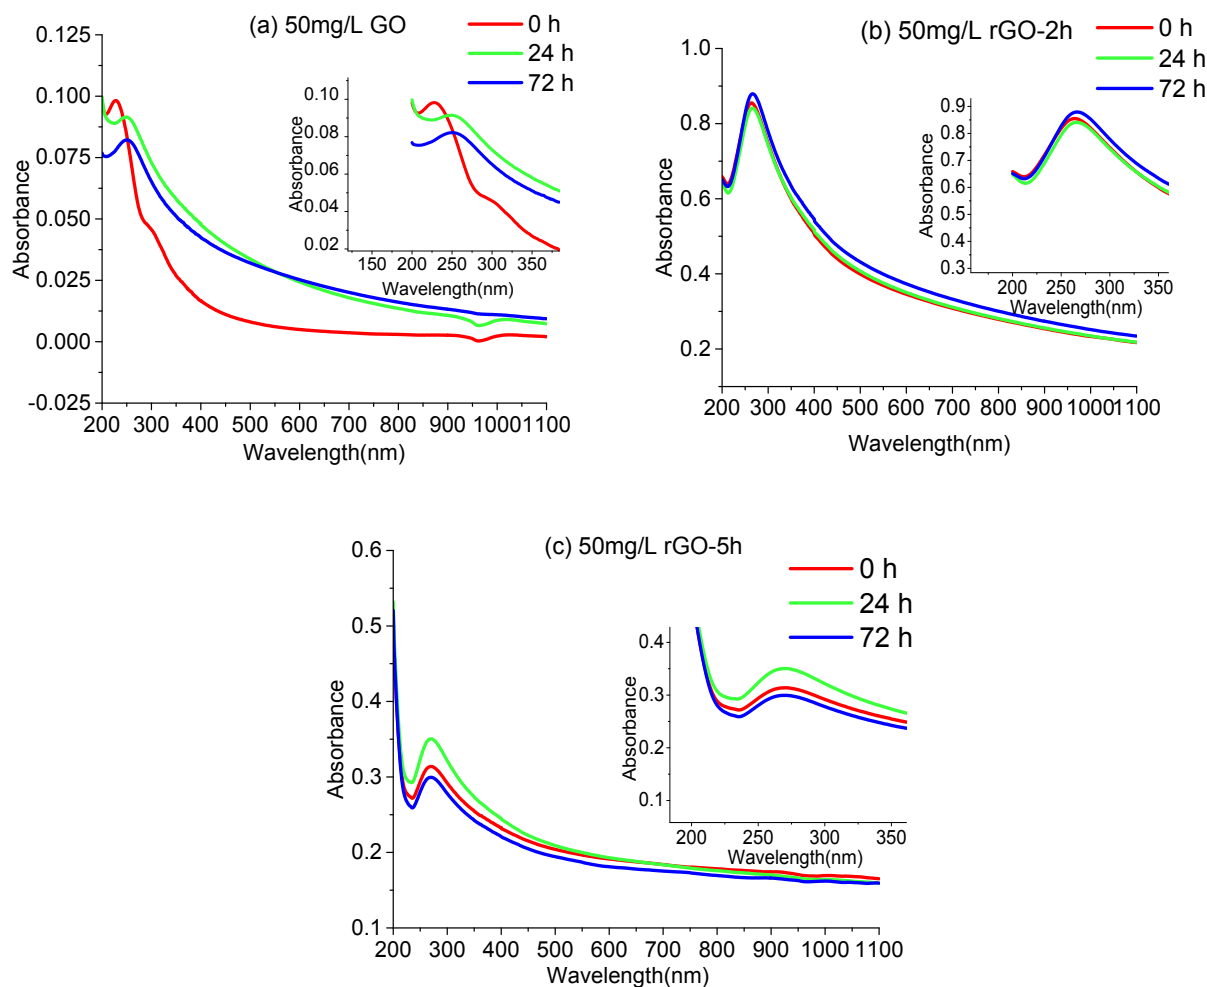 (a) 50mg/L GO
0 h
24 h
72 h
0.125
0.100
0.075
0.050
0.025
0.000
-0.025
Absorbance
200 300 400 500 600 700 800 900 1000 1100
Wavelength(nm)
0.10
0.08
0.06
0.04
0.02
Absorbance
150 200 250 300 350
Wavelength(nm)
(b) 50mg/L rGO-2h
0 h
24 h
72 h
1.0
0.8
0.6
0.4
0.2
Absorbance
200 300 400 500 600 700 800 900 1000 1100
Wavelength(nm)
0.9
0.8
0.7
0.6
0.5
0.4
0.3
Absorbance
200 250 300 350
Wavelength(nm)
(c) 50mg/L rGO-5h
0 h
24 h
72 h
0.6
0.5
0.4
0.3
0.2
0.1
Absorbance
200 300 400 500 600 700 800 900 1000 1100
Wavelength(nm)
0.4
0.3
0.2
0.1
Absorbance
200 250 300 350
Wavelength(nm)